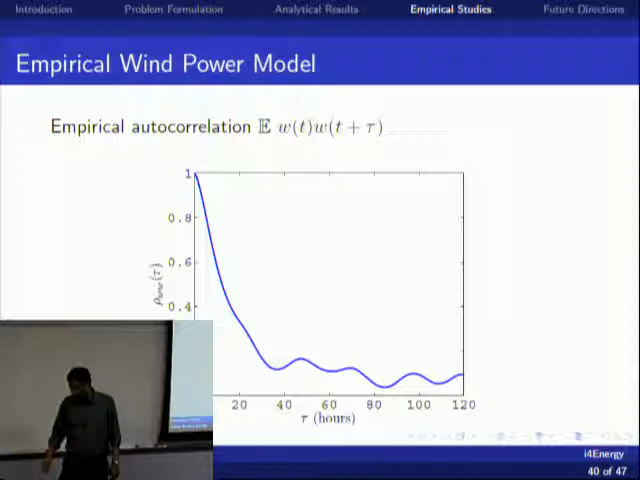 Introduction Problem Formulation Analytical Results Empirical Studies Future Directions
Empirical Wind Power Model
Empirical autocorrelation 𝔼 w(t)w(t + τ)
1
0.8
0.6
0.4
20 40 60 80 100 120
τ (hours)
i4Energy
40 of 47